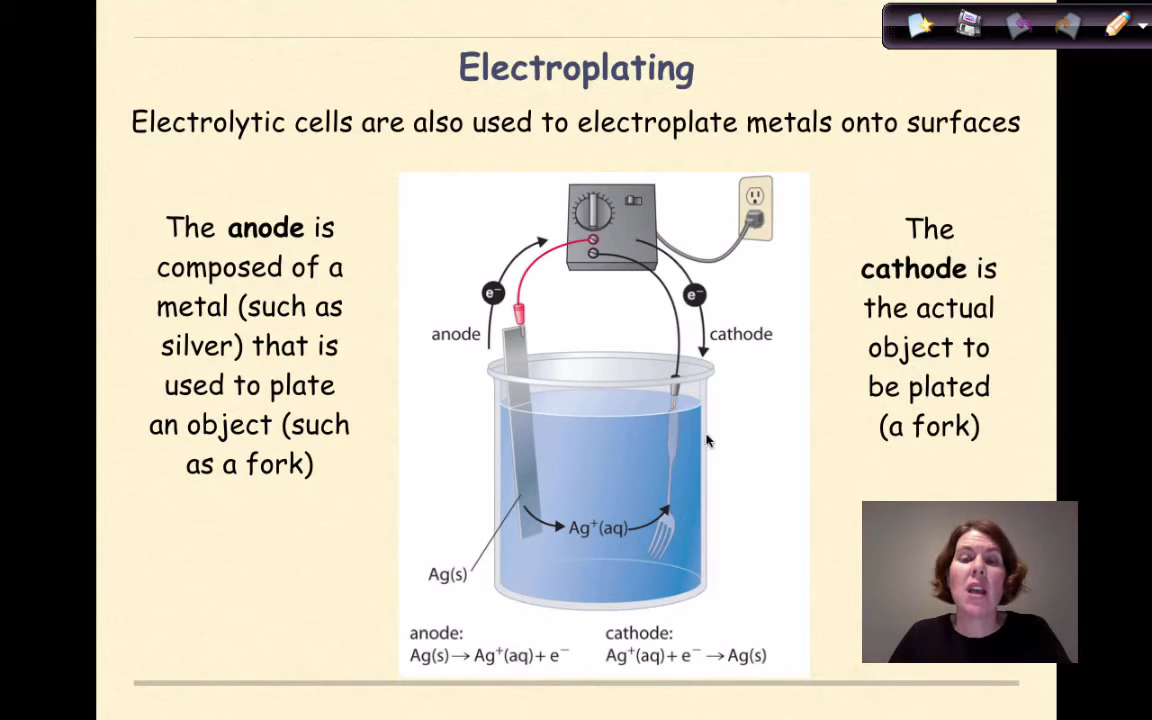 Electroplating
Electrolytic cells are also used to electroplate metals onto surfaces
The anode is
composed of a
metal (such as
silver) that is
used to plate
an object (such
as a fork)
e⁻
e⁻
anode
cathode
Ag⁺(aq)
Ag(s)
anode:
Ag(s) → Ag⁺(aq) + e⁻
cathode:
Ag⁺(aq) + e⁻ → Ag(s)
The
cathode is
the actual
object to
be plated
(a fork)